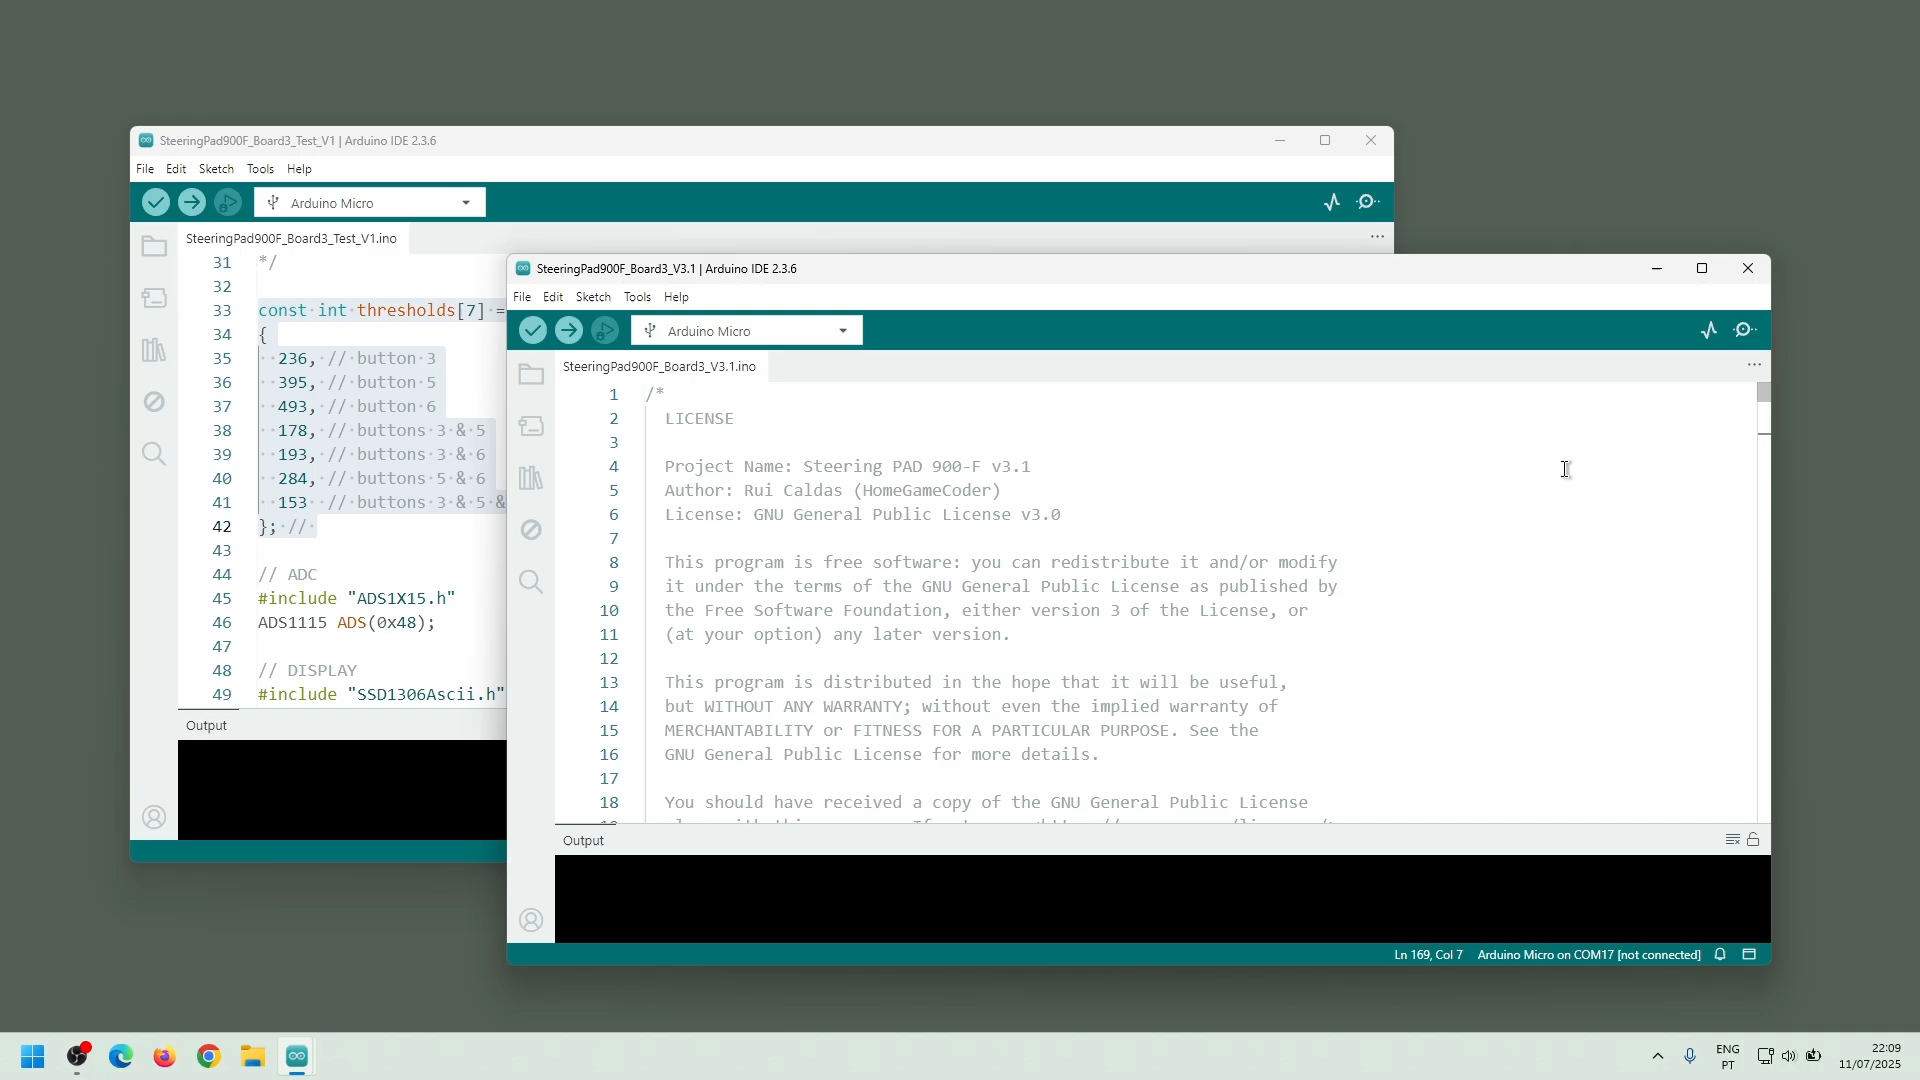 SteeringPad900F_Board3_Test_V1 | Arduino IDE 2.3.6
File Edit Sketch Tools Help
Arduino Micro
SteeringPad900F_Board3_Test_V1.ino
31 */
32
33 const int thresholds[7] =
34 {
35 236, // button 3
36 395, // button 5
37 493, // button 6
38 178, // buttons 3 & 5
39 193, // buttons 3 & 6
40 284, // buttons 5 & 6
41 153 // buttons 3 & 5 &
42 }; //
43
44 // ADC
45 #include "ADS1X15.h"
46 ADS1115 ADS(0x48);
47
48 // DISPLAY
49 #include "SSD1306Ascii.h"
Output
SteeringPad900F_Board3_V3.1 | Arduino IDE 2.3.6
File Edit Sketch Tools Help
Arduino Micro
SteeringPad900F_Board3_V3.1.ino
1 /*
2 LICENSE
3
4 Project Name: Steering PAD 900-F v3.1
5 Author: Rui Caldas (HomeGameCoder)
6 License: GNU General Public License v3.0
7
8 This program is free software: you can redistribute it and/or modify
9 it under the terms of the GNU General Public License as published by
10 the Free Software Foundation, either version 3 of the License, or
11 (at your option) any later version.
12
13 This program is distributed in the hope that it will be useful,
14 but WITHOUT ANY WARRANTY; without even the implied warranty of
15 MERCHANTABILITY or FITNESS FOR A PARTICULAR PURPOSE. See the
16 GNU General Public License for more details.
17
18 You should have received a copy of the GNU General Public License
Output
Ln 169, Col 7 Arduino Micro on COM17 [not connected]
ENG
PT
22:09
11/07/2025